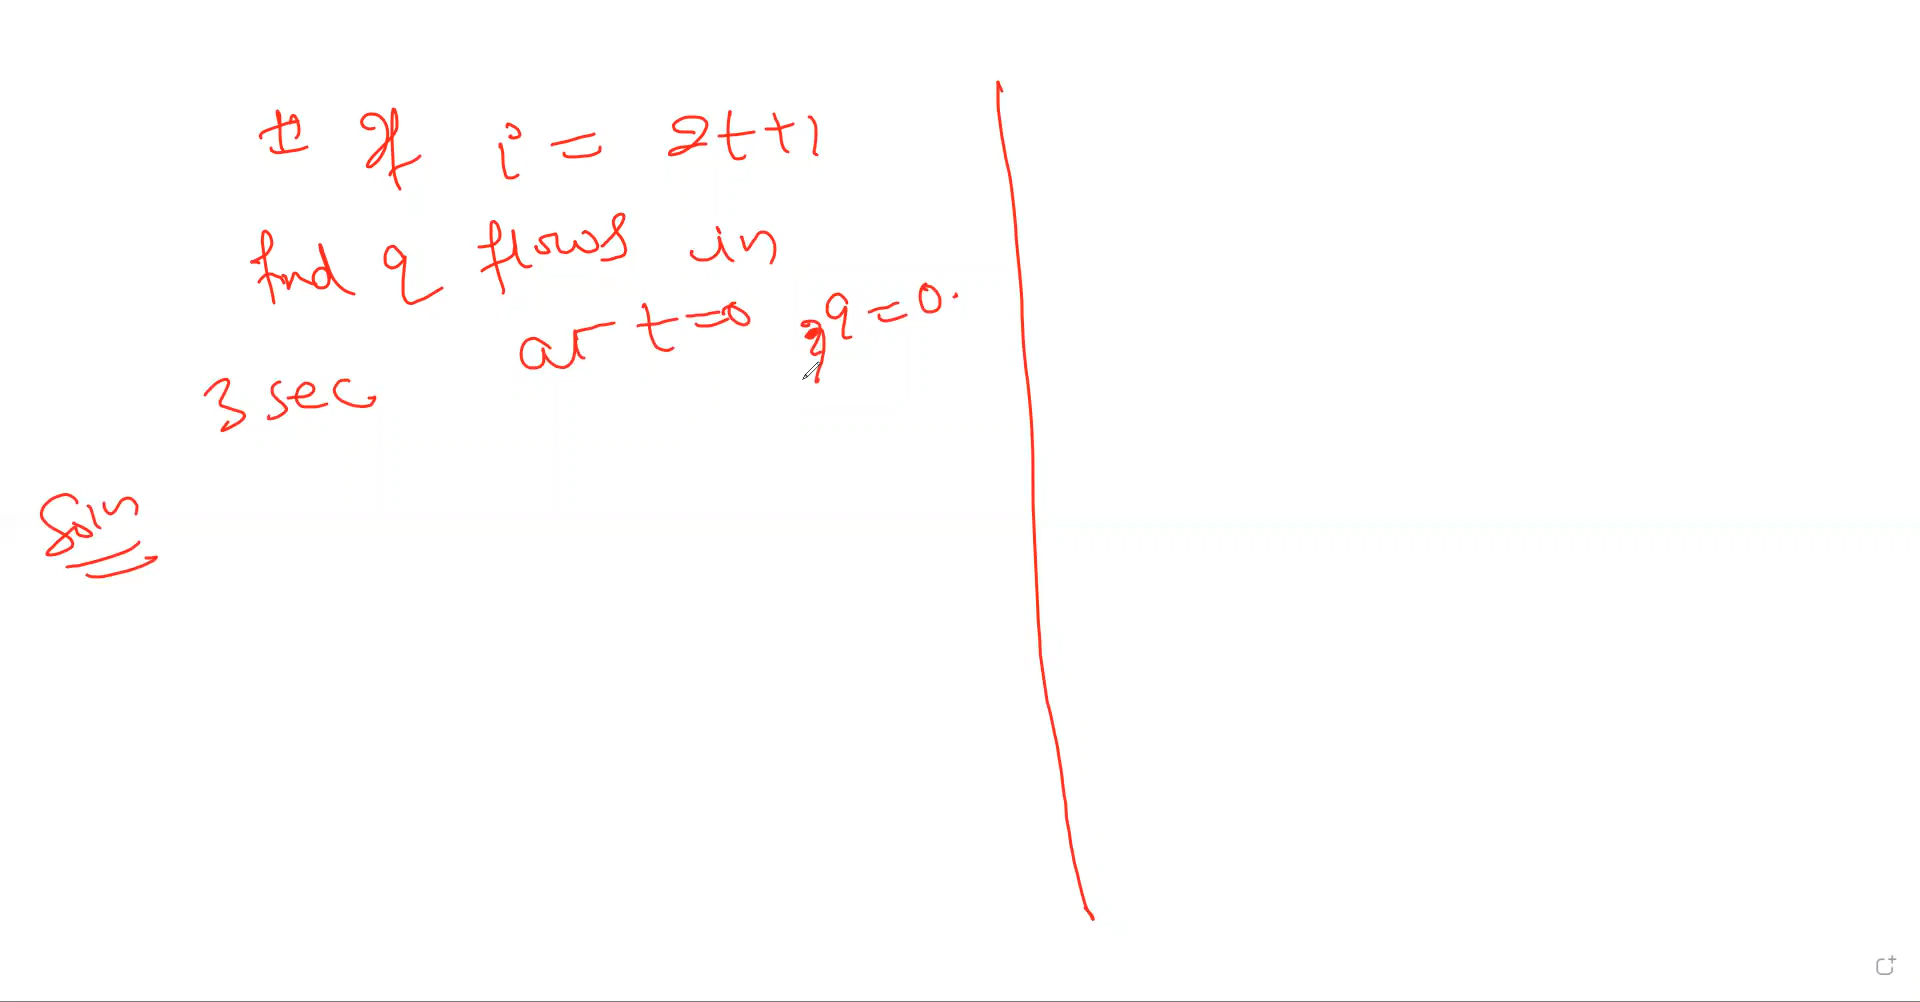 # If i = 2t+1
find q flows in
at t=0 q=0.
3 sec
Soln